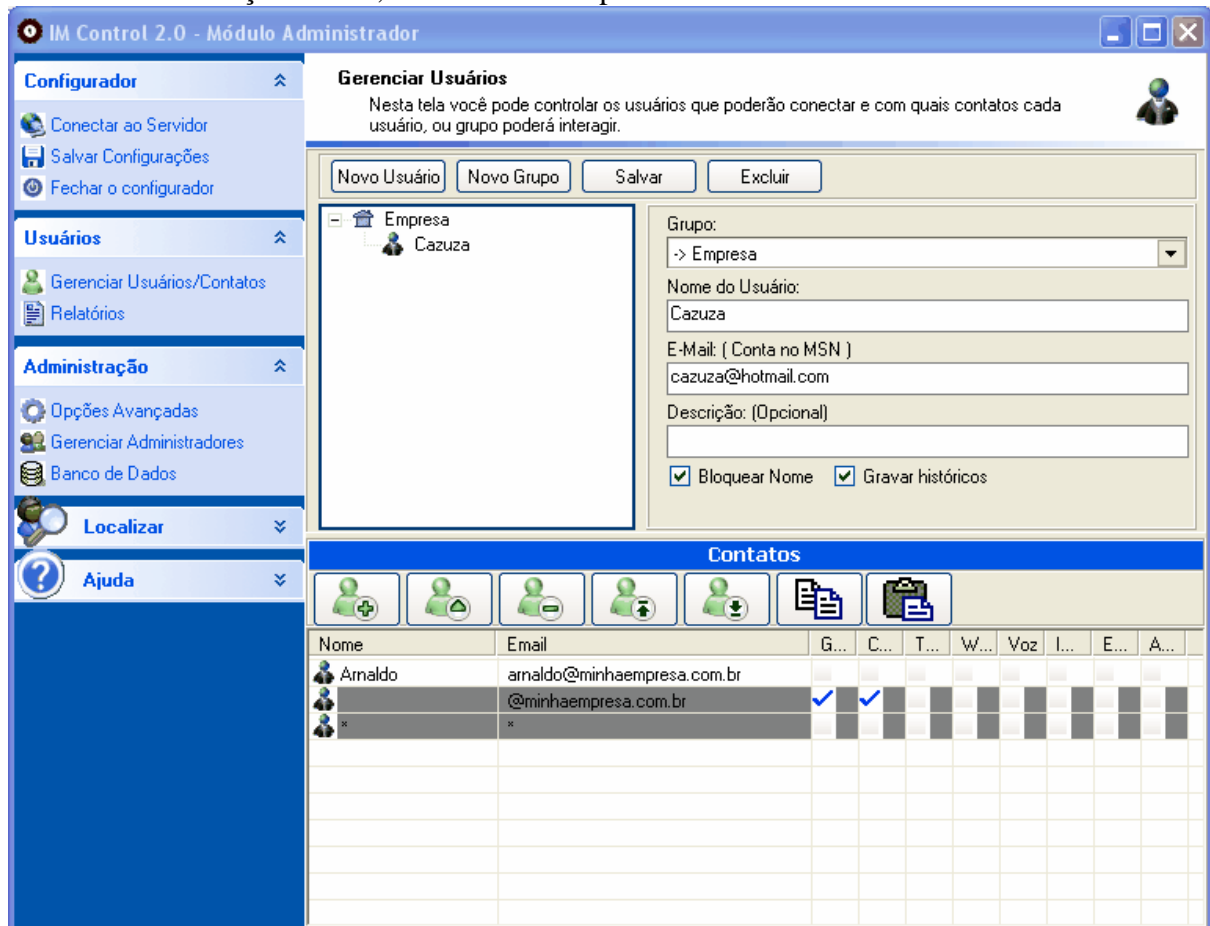 IM Control 2.0 - Módulo Administrador
Configurador
Conectar ao Servidor
Salvar Configurações
Fechar o configurador
Usuários
Gerenciar Usuários/Contatos
Relatórios
Administração
Opções Avançadas
Gerenciar Administradores
Banco de Dados
Localizar
Ajuda
Gerenciar Usuários
Nesta tela você pode controlar os usuários que poderão conectar e com quais contatos cada
usuário, ou grupo poderá interagir.
Novo Usuário Novo Grupo Salvar Excluir
Empresa
Cazuza
Grupo:
-> Empresa
Nome do Usuário:
Cazuza
E-Mail: ( Conta no MSN )
cazuza@hotmail.com
Descrição: (Opcional)
Bloquear Nome Gravar históricos
Contatos
Nome Email G... C... T... W... Voz I... E... A...
Arnaldo arnaldo@minhaempresa.com.br
@minhaempresa.com.br
* *